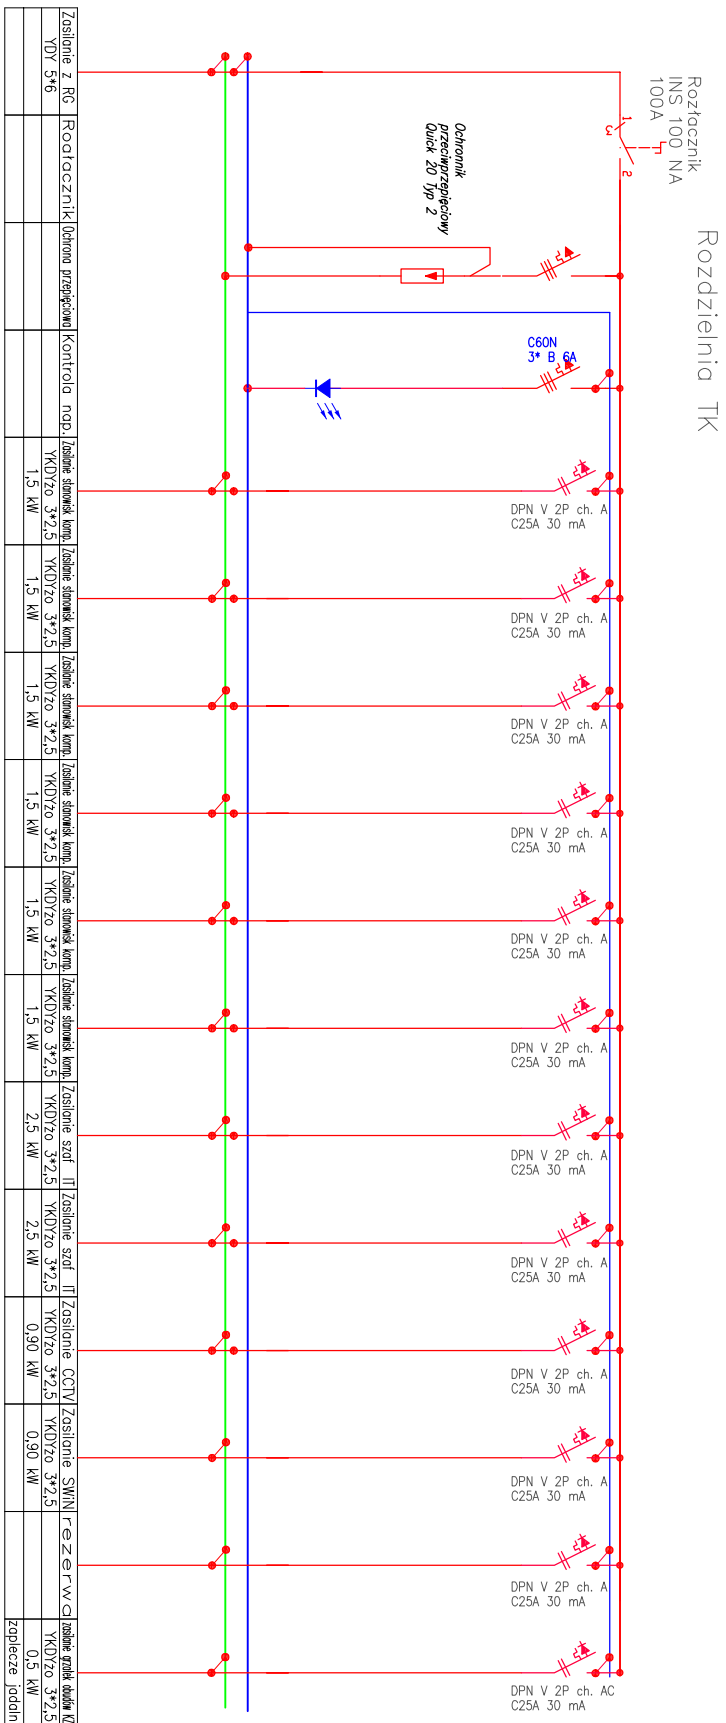 Rozdzielnia TK
Rozłącznik
INS 100 NA
100A
1
3
2
Ochronnik
przeciwprzepięciowy
Quick 20 Typ 2
C60N
3* B 6A
DPN V 2P ch. A
C25A 30 mA
DPN V 2P ch. A
C25A 30 mA
DPN V 2P ch. A
C25A 30 mA
DPN V 2P ch. A
C25A 30 mA
DPN V 2P ch. A
C25A 30 mA
DPN V 2P ch. A
C25A 30 mA
DPN V 2P ch. A
C25A 30 mA
DPN V 2P ch. A
C25A 30 mA
DPN V 2P ch. A
C25A 30 mA
DPN V 2P ch. A
C25A 30 mA
DPN V 2P ch. A
C25A 30 mA
DPN V 2P ch. AC
C25A 30 mA
Zasilanie z RG
YDY 5*6
Roałacznik
Ochrona przepięciowa
Kontrola nap.
Zasilanie stanowisk komp.
YKDYżo 3*2,5
1,5 kW
Zasilanie stanowisk komp.
YKDYżo 3*2,5
1,5 kW
Zasilanie stanowisk komp.
YKDYżo 3*2,5
1,5 kW
Zasilanie stanowisk komp.
YKDYżo 3*2,5
1,5 kW
Zasilanie stanowisk komp.
YKDYżo 3*2,5
1,5 kW
Zasilanie stanowisk komp.
YKDYżo 3*2,5
1,5 kW
Zasilanie szaf IT
YKDYżo 3*2,5
2,5 kW
Zasilanie szaf IT
YKDYżo 3*2,5
2,5 kW
Zasilanie CCTV
YKDYżo 3*2,5
0,90 kW
Zasilanie SWIN
YKDYżo 3*2,5
0,90 kW
rezerwa
zasilanie grzałek obudów KZ
YKDYżo 3*2,5
0,5 kW
zaplecze jadaln